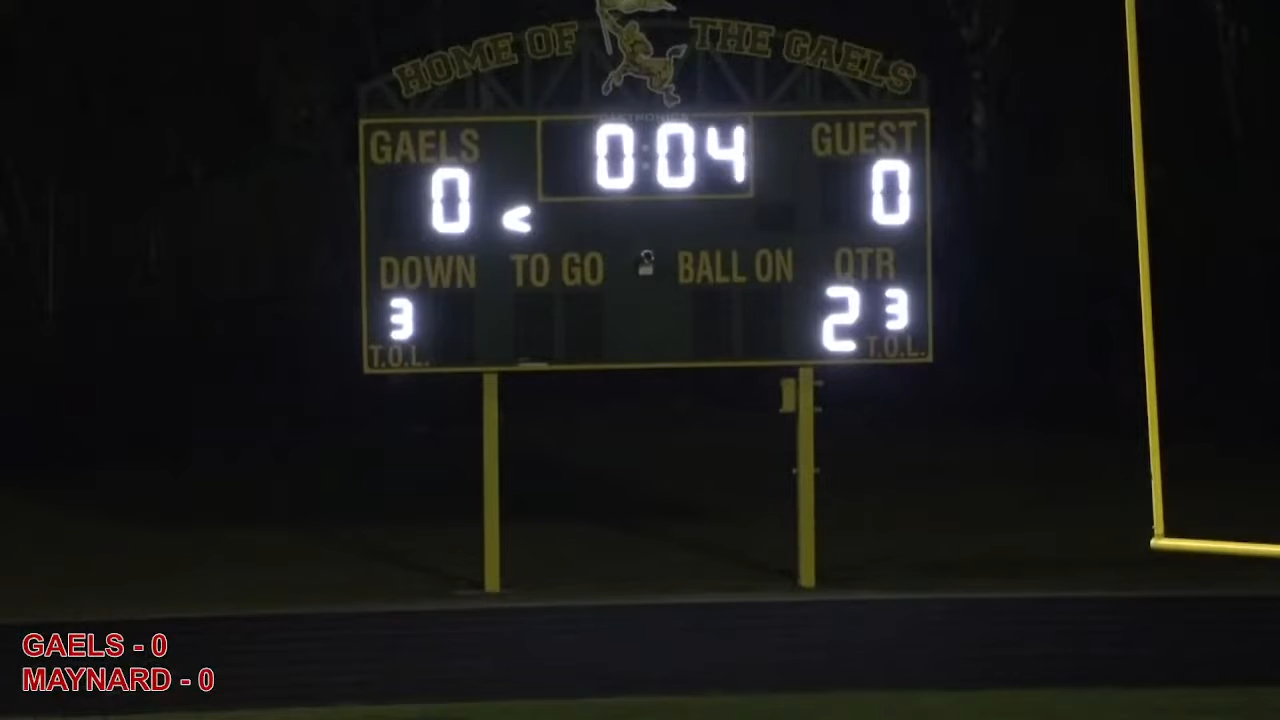 HOME OF THE GAELS
GAELS 0:04 GUEST
0 < 0
DOWN TO GO BALL ON QTR
3 2 3
T.O.L. T.O.L.
GAELS - 0
MAYNARD - 0